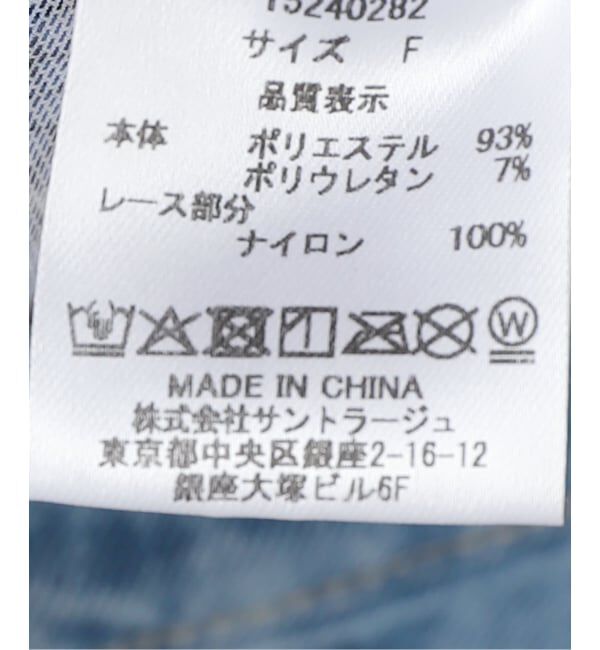 15240282
サイズ F
品質表示
本体 ポリエステル 93%
ポリウレタン 7%
レース部分
ナイロン 100%
W
MADE IN CHINA
株式会社サントラージュ
東京都中央区銀座2-16-12
銀座大塚ビル6F